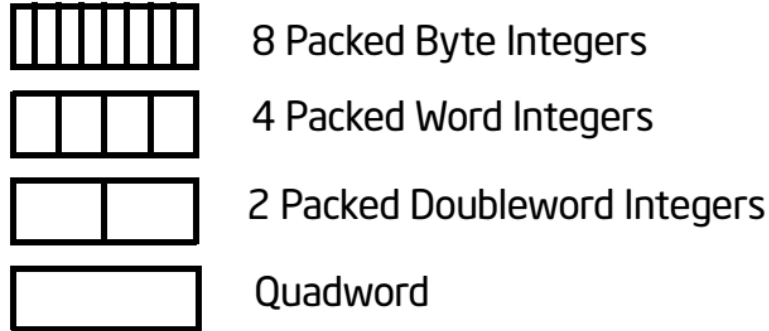 8 Packed Byte Integers
4 Packed Word Integers
2 Packed Doubleword Integers
Quadword